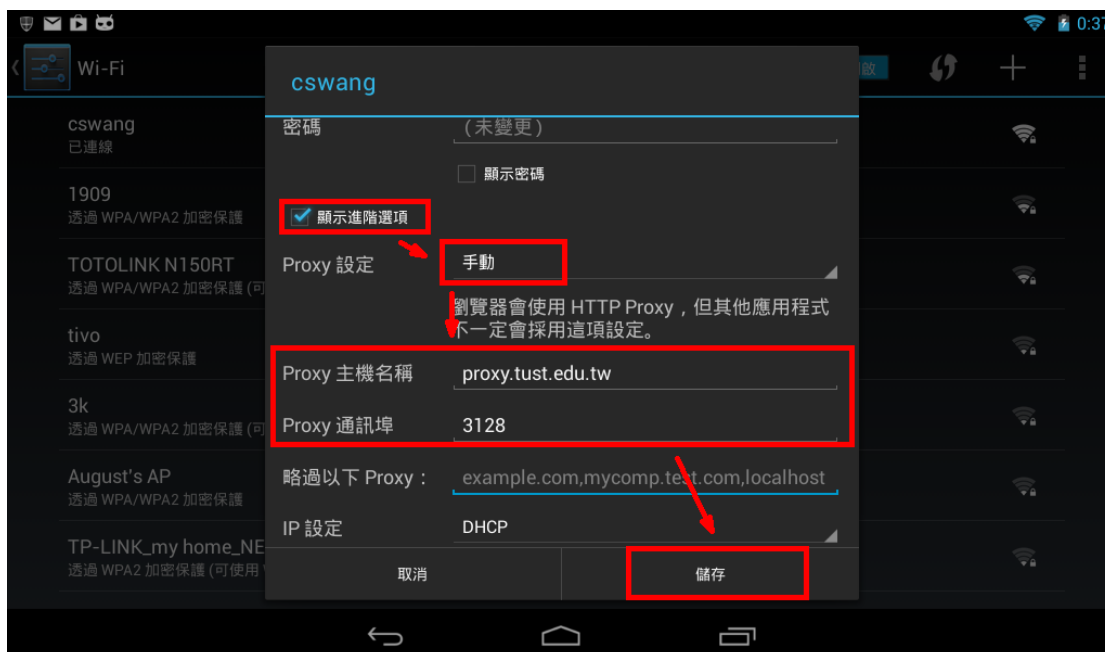 0:37
Wi-Fi
cswang
已連線
1909
透過 WPA/WPA2 加密保護
TOTOLINK N150RT
透過 WPA/WPA2 加密保護 (可
tivo
透過 WEP 加密保護
3k
透過 WPA/WPA2 加密保護 (可
August's AP
透過 WPA/WPA2 加密保護
TP-LINK_my home_NE
透過 WPA2 加密保護 (可使用
cswang
密碼
(未變更)
顯示密碼
顯示進階選項
Proxy 設定
手動
瀏覽器會使用 HTTP Proxy,但其他應用程式
不一定會採用這項設定。
Proxy 主機名稱
proxy.tust.edu.tw
Proxy 通訊埠
3128
略過以下 Proxy:
example.com,mycomp.test.com,localhost
IP 設定
DHCP
取消
儲存